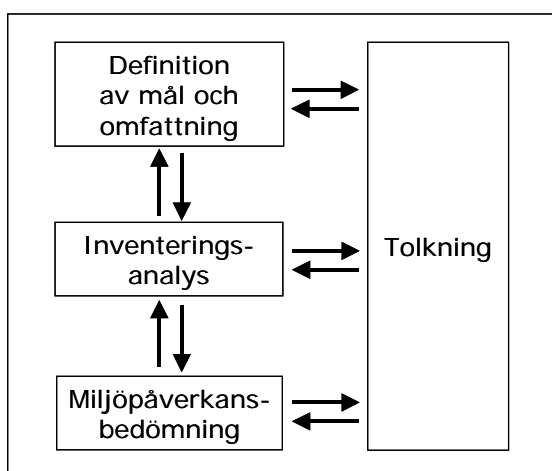 Definition
av mål och
omfattning
Inventerings-
analys
Miljöpåverkans-
bedömning
Tolkning